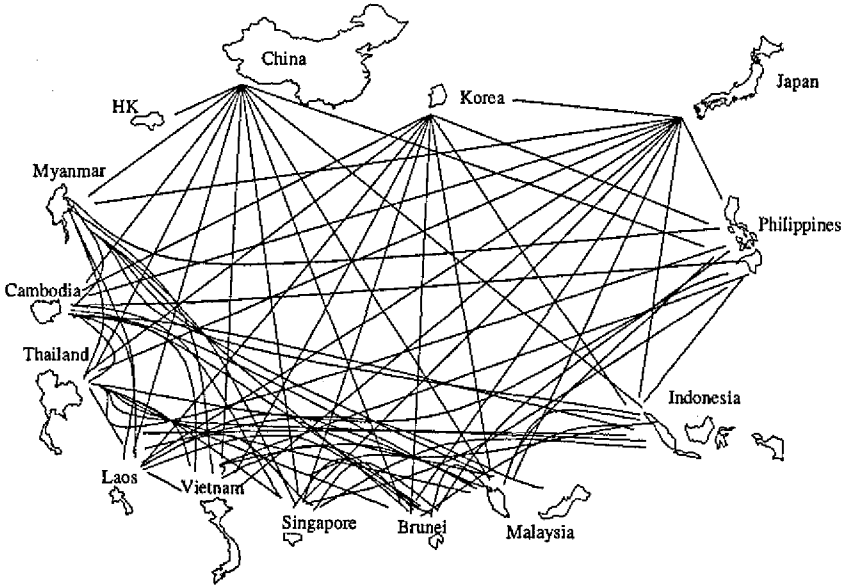 China
Korea
Japan
HK
Myanmar
Philippines
Cambodia
Thailand
Indonesia
Laos
Vietnam
Singapore
Brunei
Malaysia